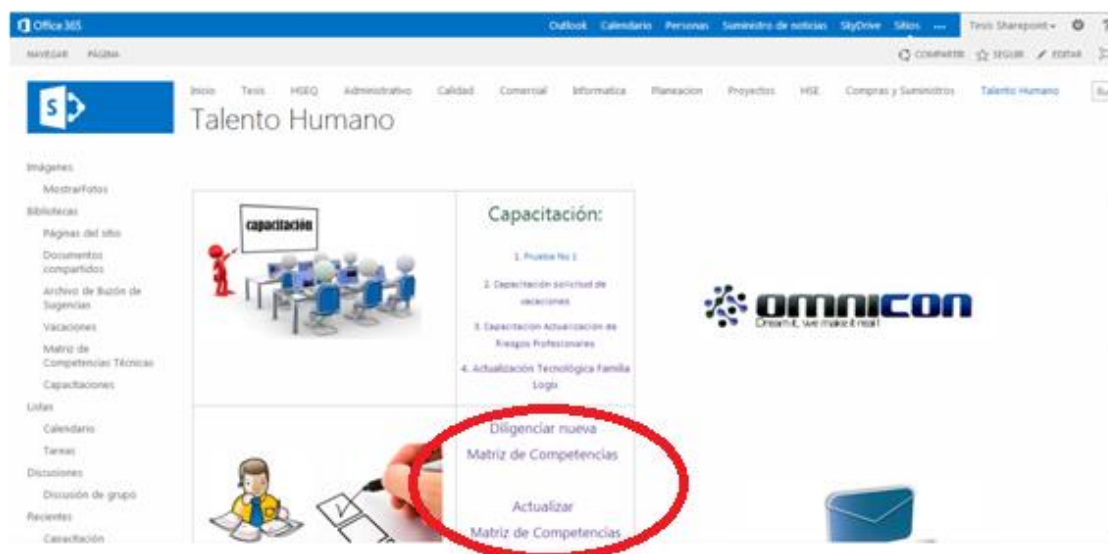 Office 365
Outlook Calendario Personas Suministro de noticias SkyDrive Sitios ... Tesis Sharepoint ?
NAVEGAR PÁGINA
COMPARTIR SEGUIR EDITAR
S
Inicio Tesis HSEQ Administrativo Calidad Comercial Informatica Planeacion Proyectos HSE Compras y Suministros Talento Humano
Talento Humano
Imágenes
MostrarFotos
Bibliotecas
Páginas del sitio
Documentos
compartidos
Archivo de Buzón de
Sugencias
Vacaciones
Matriz de
Competencias Técnicas
Capacitaciones
Listas
Calendario
Tareas
Discusiones
Discusión de grupo
Recientes
Capacitación
capacitación
Capacitación:
1. Prueba No 1
2. Capacitación solicitud de
vacaciones
3. Capacitación Actualización de
Riesgos Profesionales
4. Actualización Tecnológica Familia
Logix
Diligenciar nueva
Matriz de Competencias
Actualizar
Matriz de Competencias
omnicon
Dream it, we make it real!